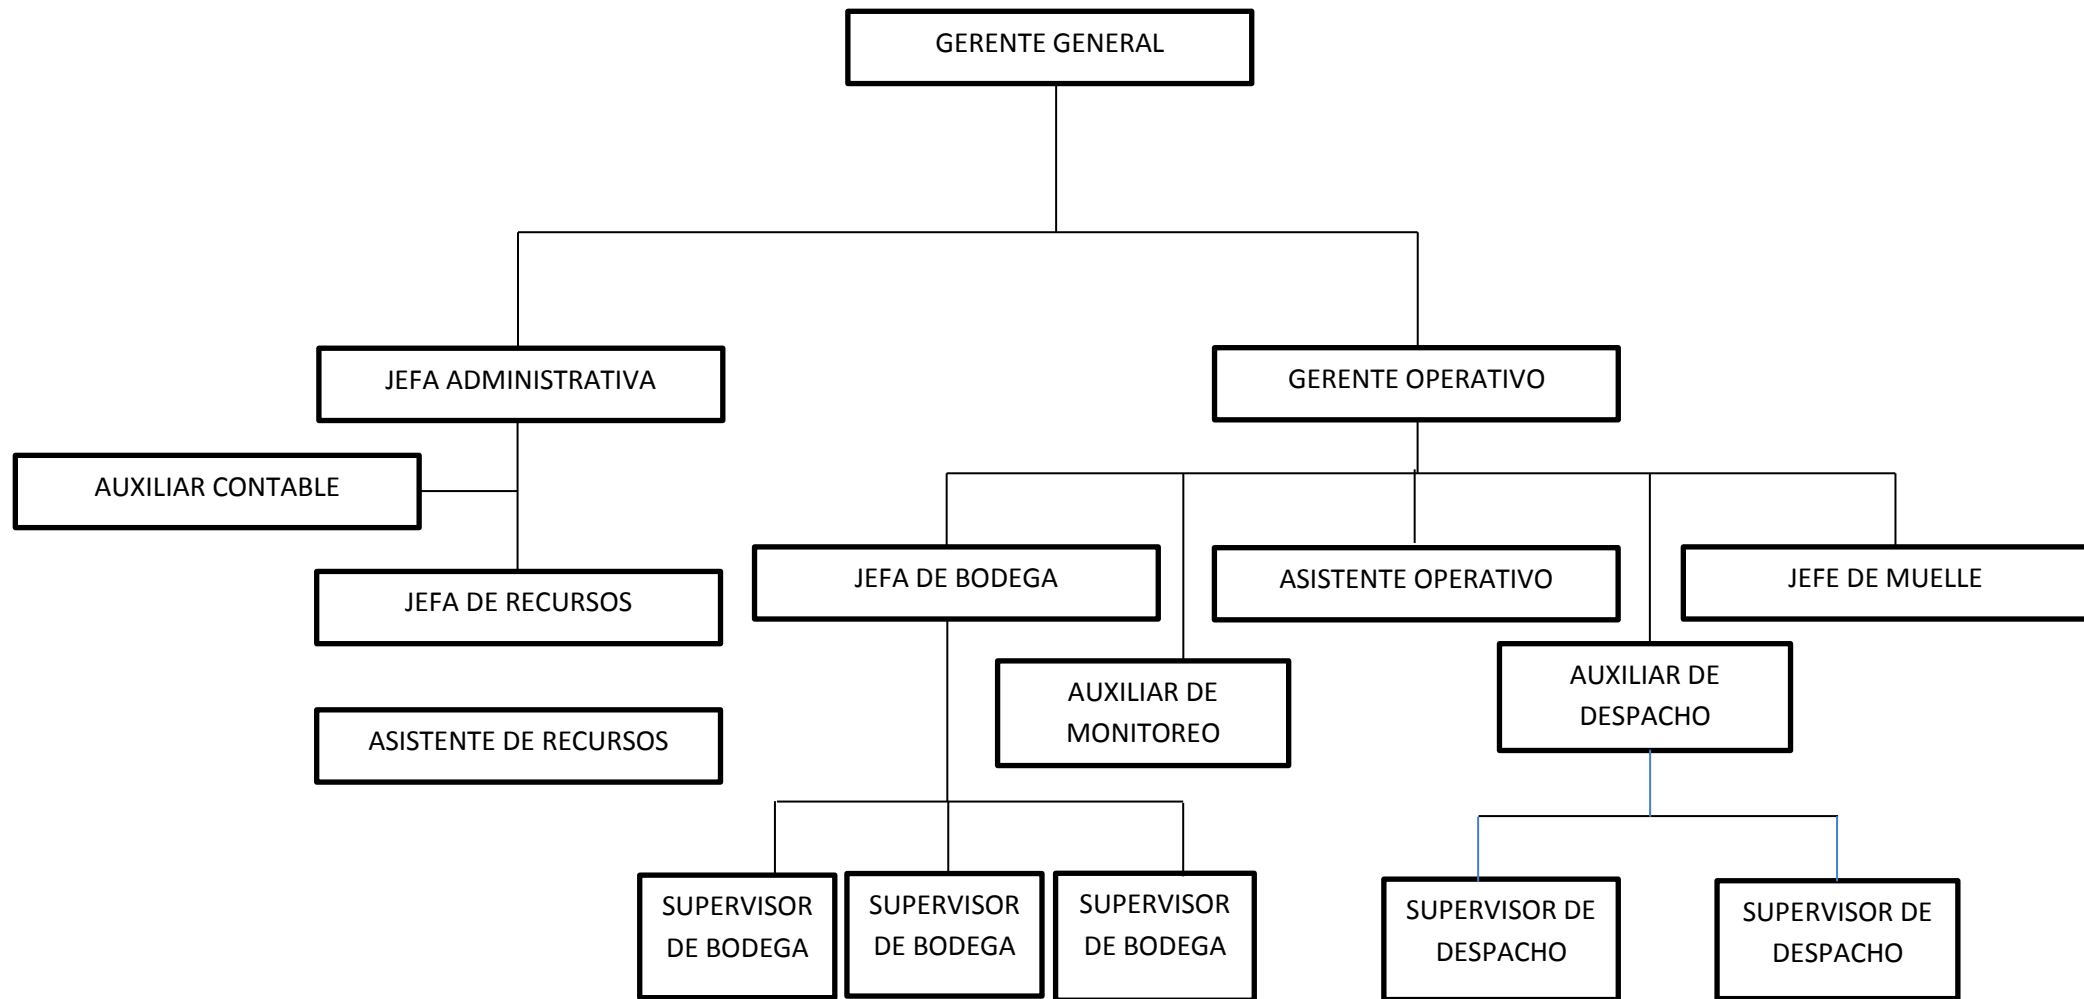 GERENTE GENERAL
JEFA ADMINISTRATIVA
GERENTE OPERATIVO
AUXILIAR CONTABLE
JEFA DE RECURSOS
JEFA DE BODEGA
ASISTENTE OPERATIVO
JEFE DE MUELLE
AUXILIAR DE
MONITOREO
AUXILIAR DE
DESPACHO
ASISTENTE DE RECURSOS
SUPERVISOR
DE BODEGA
SUPERVISOR
DE BODEGA
SUPERVISOR
DE BODEGA
SUPERVISOR DE
DESPACHO
SUPERVISOR DE
DESPACHO